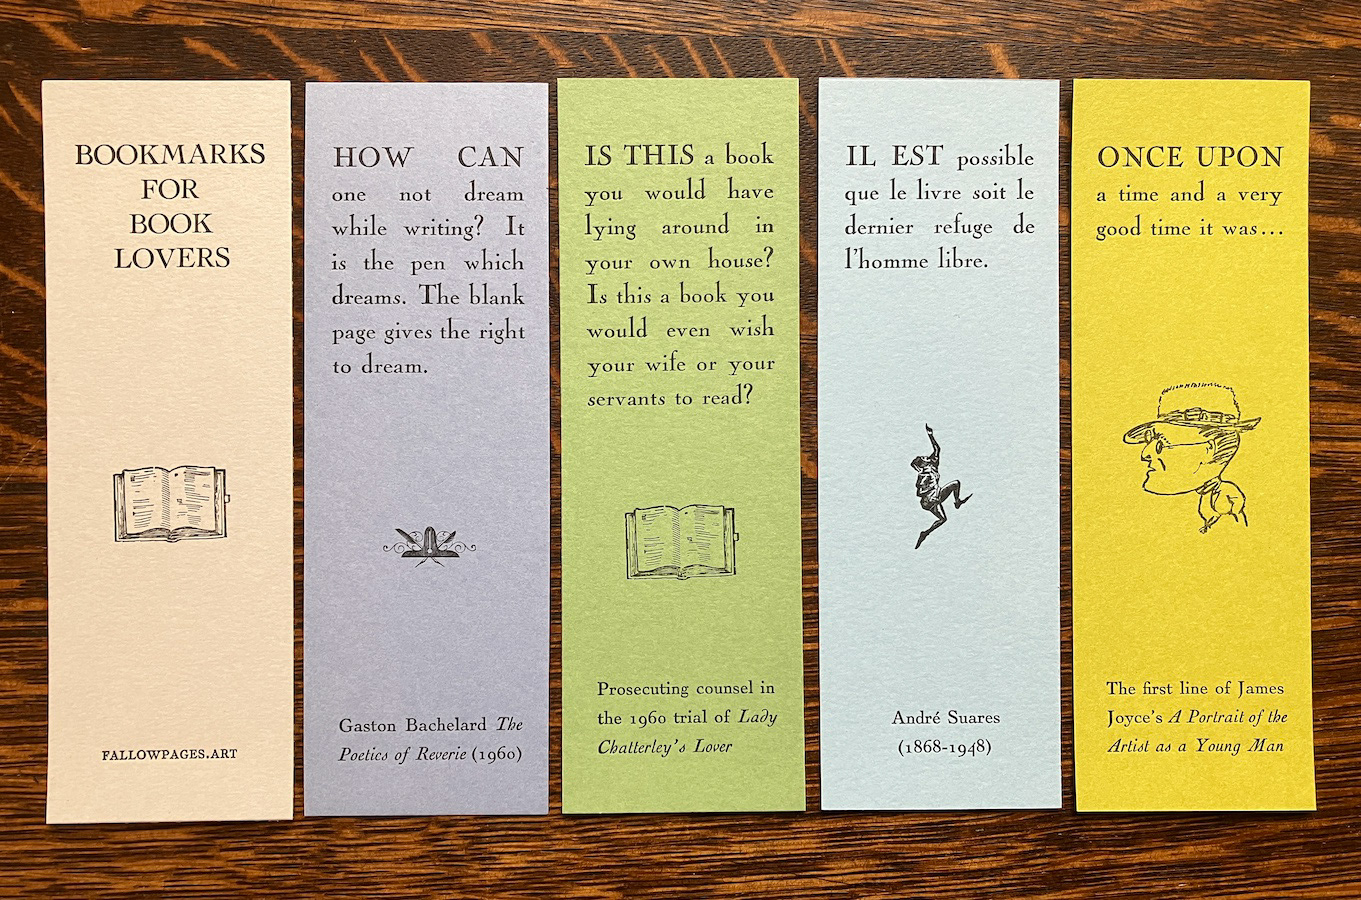 BOOKMARKS
FOR
BOOK
LOVERS
FALLOWPAGES.ART
HOW CAN
one not dream
while writing? It
is the pen which
dreams. The blank
page gives the right
to dream.
Gaston Bachelard The
Poetics of Reverie (1960)
IS THIS a book
you would have
lying around in
your own house?
Is this a book you
would even wish
your wife or your
servants to read?
Prosecuting counsel in
the 1960 trial of Lady
Chatterley's Lover
IL EST possible
que le livre soit le
dernier refuge de
l'homme libre.
André Suares
(1868-1948)
ONCE UPON
a time and a very
good time it was...
The first line of James
Joyce's A Portrait of the
Artist as a Young Man